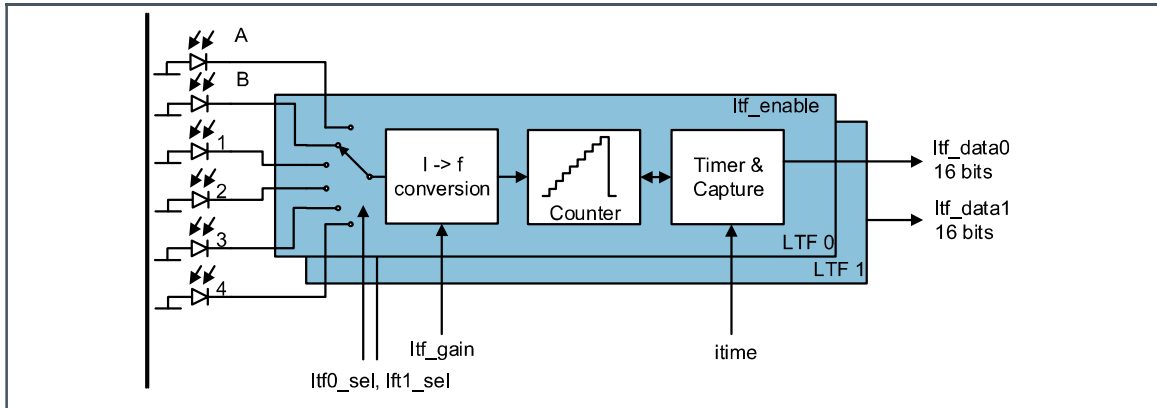 A
B
1
2
3
4
ltf_enable
I -> f
conversion
Counter
Timer &
Capture
LTF 0
LTF 1
ltf_data0
16 bits
ltf_data1
16 bits
ltf_gain
itime
ltf0_sel, lft1_sel